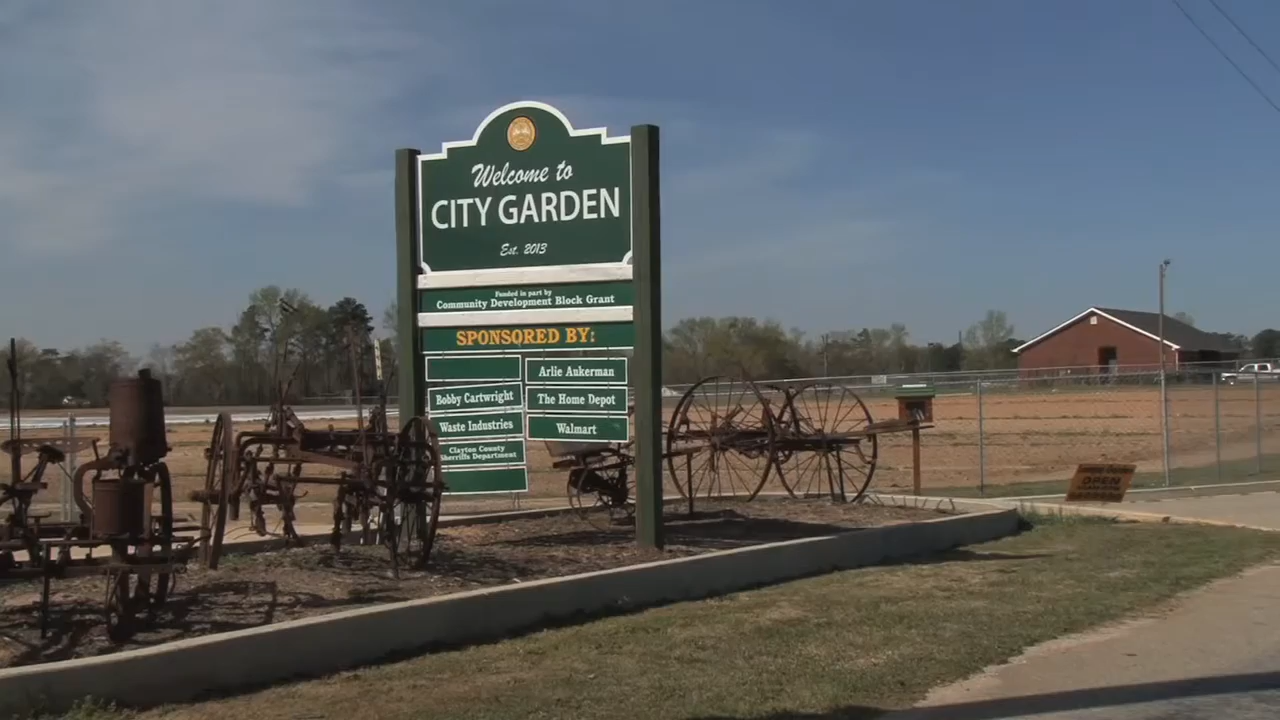 Welcome to
CITY GARDEN
Est. 2013
Funded in part by
Community Development Block Grant
SPONSORED BY:
Arlie Aukerman
Bobby Cartwright
The Home Depot
Waste Industries
Walmart
Clayton County
Sherriffs Department
OPEN